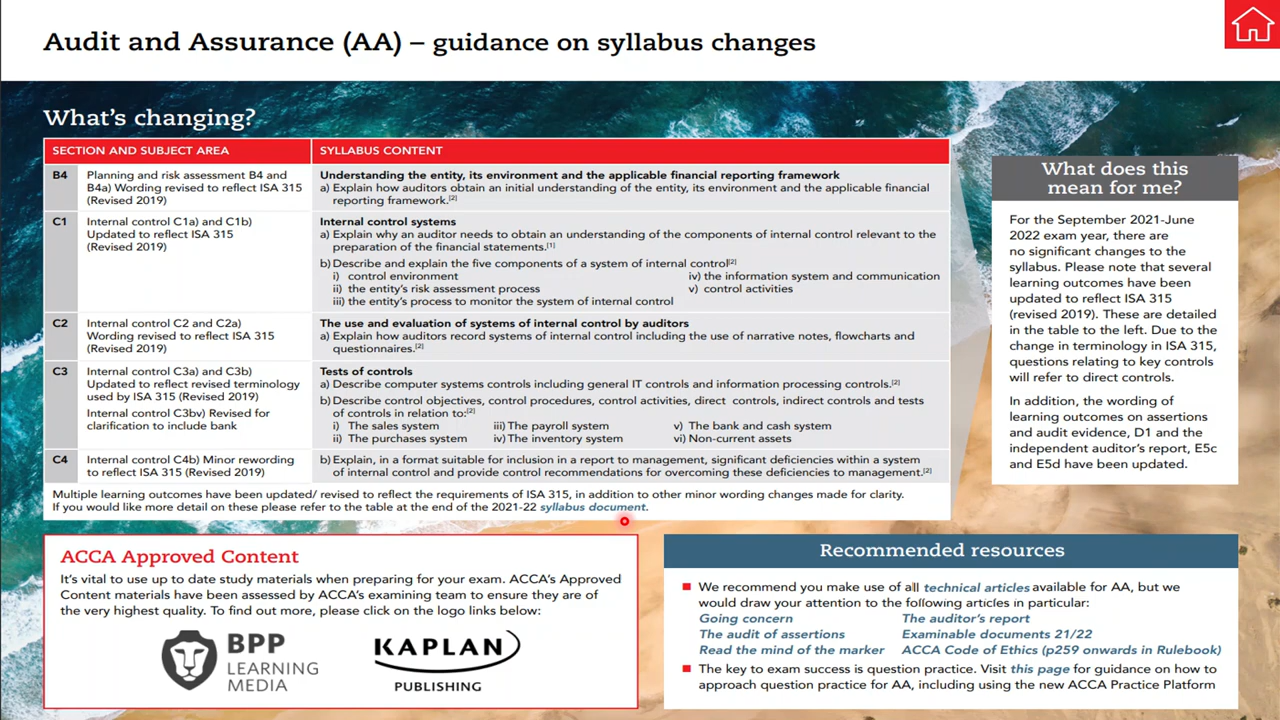 Audit and Assurance (AA) – guidance on syllabus changes
What's changing?
SECTION AND SUBJECT AREA
SYLLABUS CONTENT
B4
Planning and risk assessment B4 and
B4a) Wording revised to reflect ISA 315
(Revised 2019)
Understanding the entity, its environment and the applicable financial reporting framework
a) Explain how auditors obtain an initial understanding of the entity, its environment and the applicable financial
reporting framework.[2]
C1
Internal control C1a) and C1b)
Updated to reflect ISA 315
(Revised 2019)
Internal control systems
a) Explain why an auditor needs to obtain an understanding of the components of internal control relevant to the
preparation of the financial statements.[1]
b) Describe and explain the five components of a system of internal control[2]
i) control environment
ii) the entity's risk assessment process
iii) the entity's process to monitor the system of internal control
iv) the information system and communication
v) control activities
C2
Internal control C2 and C2a)
Wording revised to reflect ISA 315
(Revised 2019)
The use and evaluation of systems of internal control by auditors
a) Explain how auditors record systems of internal control including the use of narrative notes, flowcharts and
questionnaires.[2]
C3
Internal control C3a) and C3b)
Updated to reflect revised terminology
used by ISA 315 (Revised 2019)
Internal control C3bv) Revised for
clarification to include bank
Tests of controls
a) Describe computer systems controls including general IT controls and information processing controls.[2]
b) Describe control objectives, control procedures, control activities, direct controls, indirect controls and tests
of controls in relation to:[2]
i) The sales system
ii) The purchases system
iii) The payroll system
iv) The inventory system
v) The bank and cash system
vi) Non-current assets
C4
Internal control C4b) Minor rewording
to reflect ISA 315 (Revised 2019)
b) Explain, in a format suitable for inclusion in a report to management, significant deficiencies within a system
of internal control and provide control recommendations for overcoming these deficiencies to management.[2]
Multiple learning outcomes have been updated/ revised to reflect the requirements of ISA 315, in addition to other minor wording changes made for clarity.
If you would like more detail on these please refer to the table at the end of the 2021-22 syllabus document.
What does this
mean for me?
For the September 2021-June
2022 exam year, there are
no significant changes to the
syllabus. Please note that several
learning outcomes have been
updated to reflect ISA 315
(revised 2019). These are detailed
in the table to the left. Due to the
change in terminology in ISA 315,
questions relating to key controls
will refer to direct controls.
In addition, the wording of
learning outcomes on assertions
and audit evidence, D1 and the
independent auditor's report, E5c
and E5d have been updated.
ACCA Approved Content
It's vital to use up to date study materials when preparing for your exam. ACCA's Approved
Content materials have been assessed by ACCA's examining team to ensure they are of
the very highest quality. To find out more, please click on the logo links below:
BPP
LEARNING
MEDIA
KAPLAN
PUBLISHING
Recommended resources
We recommend you make use of all technical articles available for AA, but we
would draw your attention to the following articles in particular:
Going concern
The auditor's report
The audit of assertions
Examinable documents 21/22
Read the mind of the marker
ACCA Code of Ethics (p259 onwards in Rulebook)
The key to exam success is question practice. Visit this page for guidance on how to
approach question practice for AA, including using the new ACCA Practice Platform